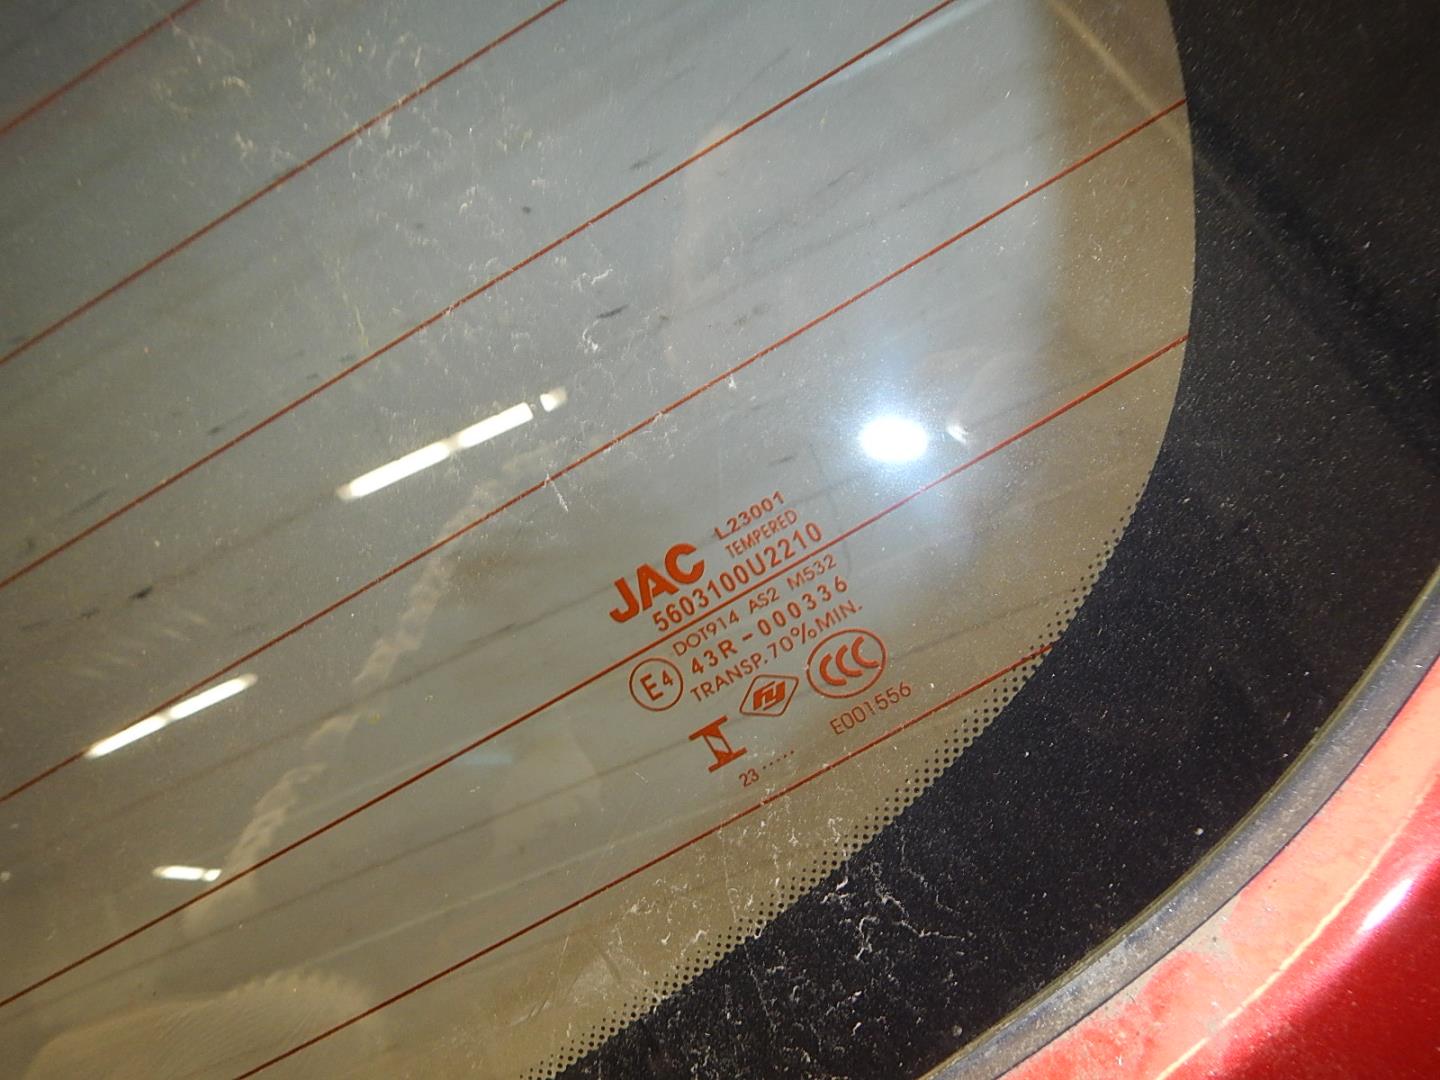 L23001
JAC TEMPERED
5603100U2210
DOT914 AS2 M532
E4 43R-000336
TRANSP. 70% MIN.
CCC
23 ..... E001556